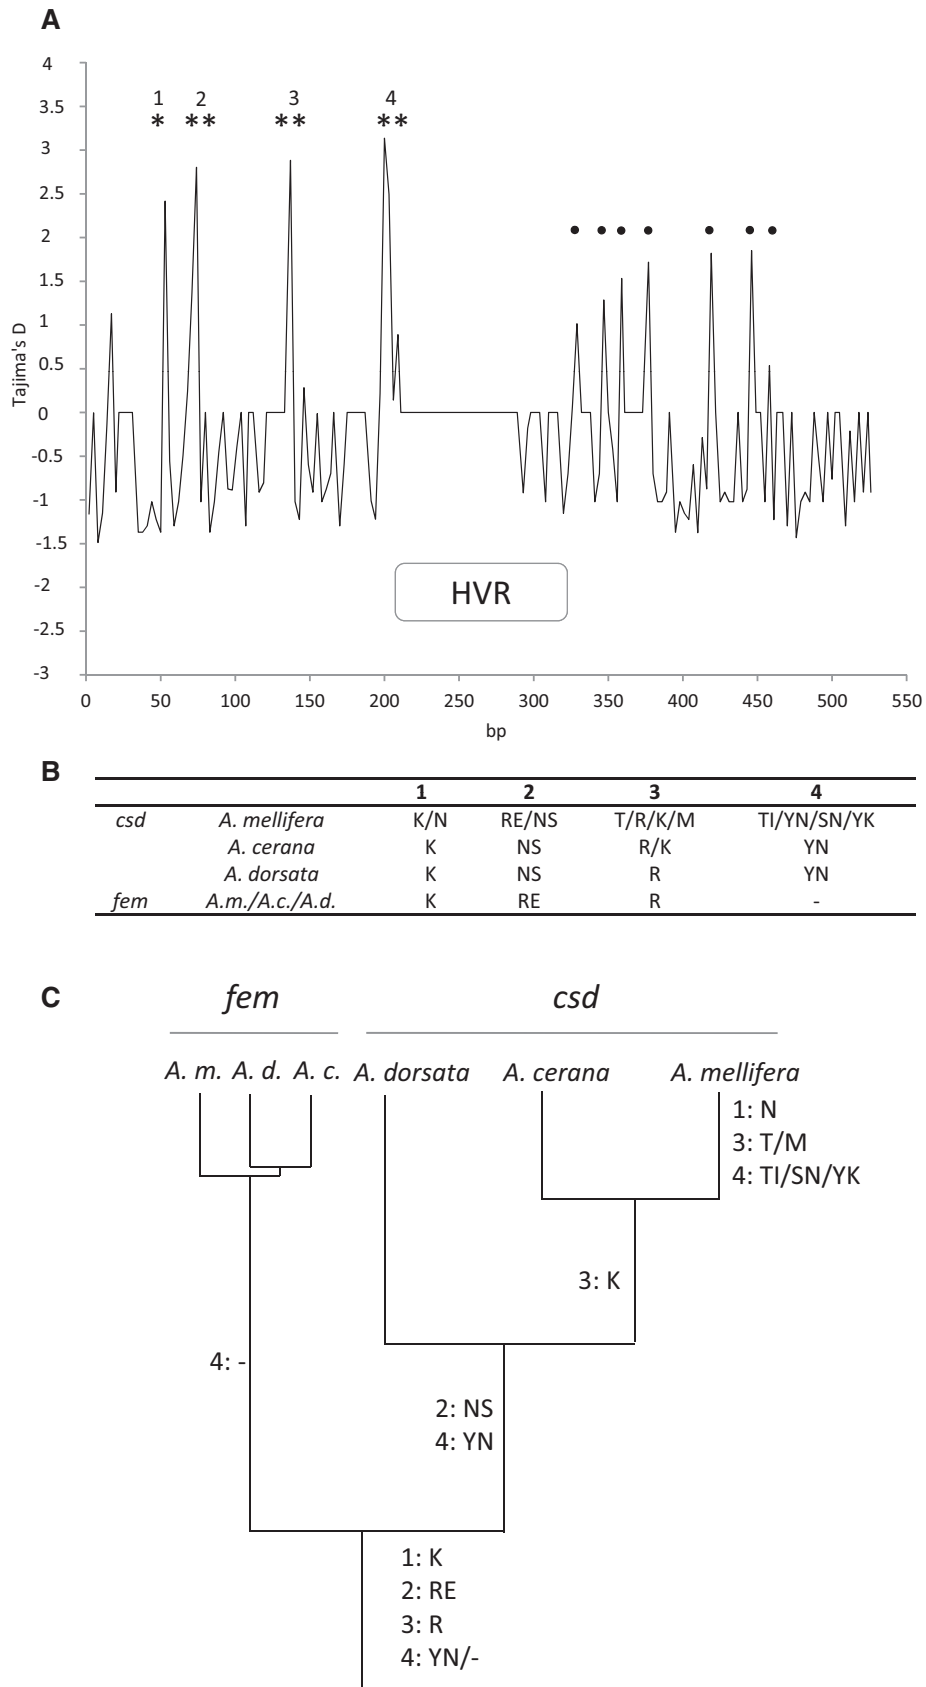 A
4
1 2 3 4
3.5
* ** ** **
3
2.5
2
• • • • • • •
1.5
1
0.5
0
-0.5
-1
-1.5
-2
-2.5
-3
Tajima's D
HVR
0 50 100 150 200 250 300 350 400 450 500 550
bp
B
1 2 3 4
csd A. mellifera K/N RE/NS T/R/K/M TI/YN/SN/YK
A. cerana K NS R/K YN
A. dorsata K NS R YN
fem A.m./A.c./A.d. K RE R -
C
fem csd
A. m. A. d. A. c. A. dorsata A. cerana A. mellifera
1: N
3: T/M
4: TI/SN/YK
3: K
4: -
2: NS
4: YN
1: K
2: RE
3: R
4: YN/-